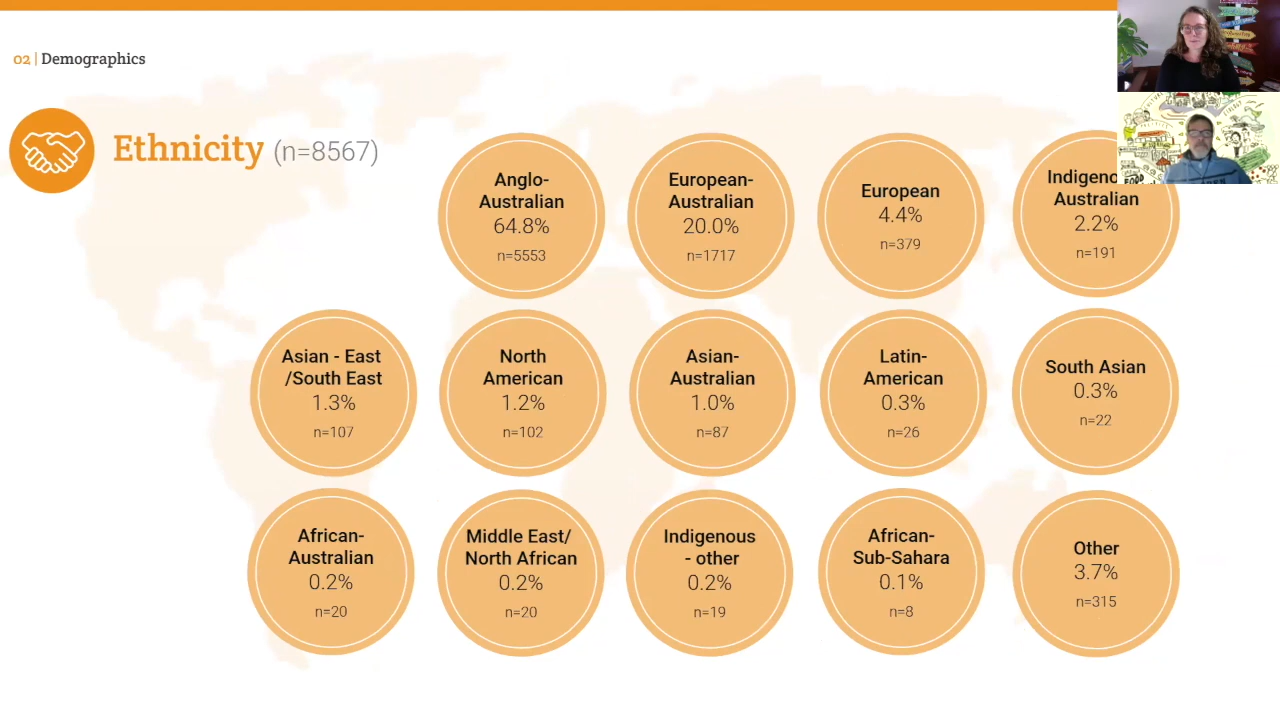 02 | Demographics
Ethnicity (n=8567)
Anglo-
Australian
64.8%
n=5553
European-
Australian
20.0%
n=1717
European
4.4%
n=379
Australian
2.2%
n=191
Asian - East
/South East
1.3%
n=107
North
American
1.2%
n=102
Asian-
Australian
1.0%
n=87
Latin-
American
0.3%
n=26
South Asian
0.3%
n=22
African-
Australian
0.2%
n=20
Middle East/
North African
0.2%
n=20
Indigenous
- other
0.2%
n=19
African-
Sub-Sahara
0.1%
n=8
Other
3.7%
n=315
FOOD